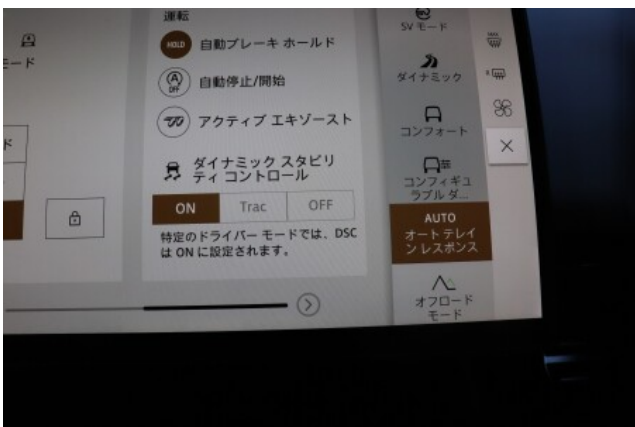 運転
HOLD 自動ブレーキ ホールド
A OFF 自動停止/開始
アクティブ エキゾースト
ダイナミック スタビリ
ティ コントロール
ON Trac OFF
特定のドライバー モードでは、DSC
は ON に設定されます。
モード
ド
SV モード
ダイナミック
コンフォート
コンフィギュ
ラブル ダ...
AUTO
オート テレイ
ン レスポンス
オフロード
モード